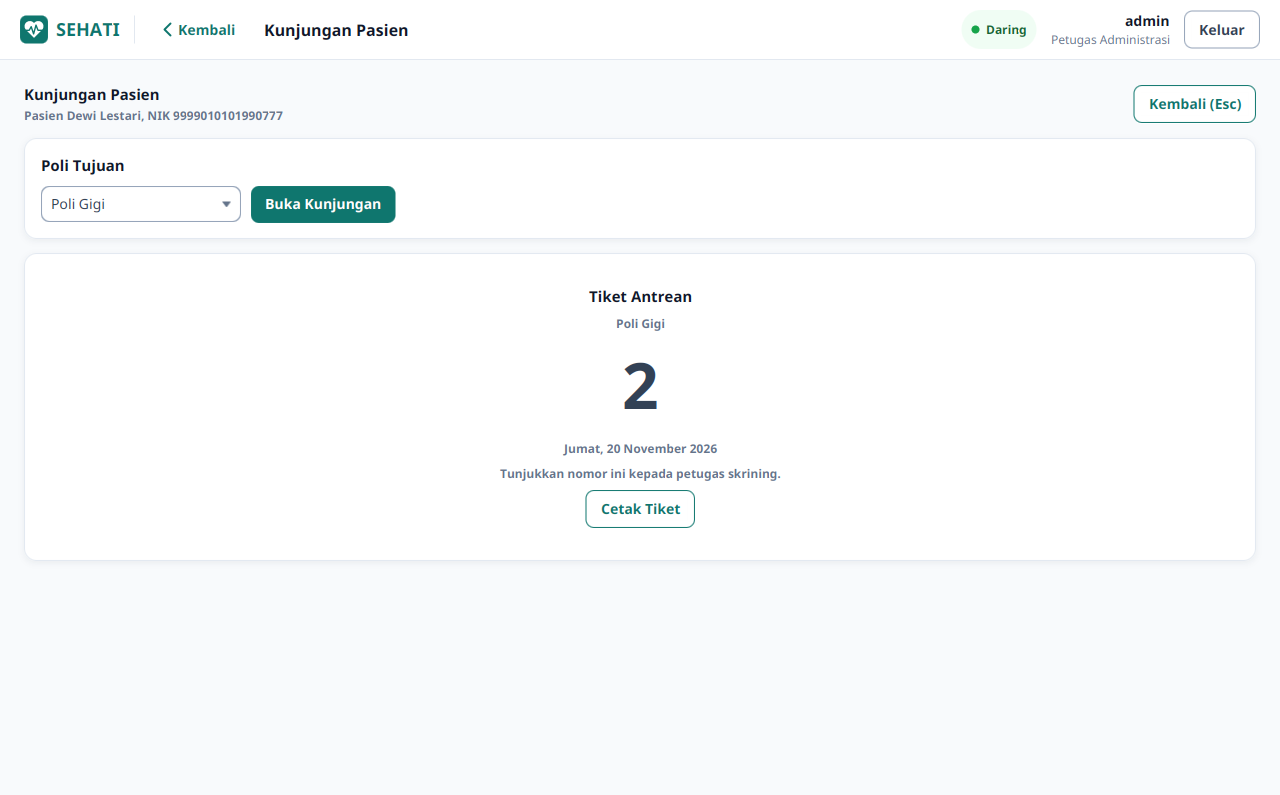 SEHATI
Kembali
Kunjungan Pasien
Daring
admin
Petugas Administrasi
Keluar
Kunjungan Pasien
Pasien Dewi Lestari, NIK 9999010101990777
Kembali (Esc)
Poli Tujuan
Poli Gigi
Buka Kunjungan
Tiket Antrean
Poli Gigi
2
Jumat, 20 November 2026
Tunjukkan nomor ini kepada petugas skrining.
Cetak Tiket